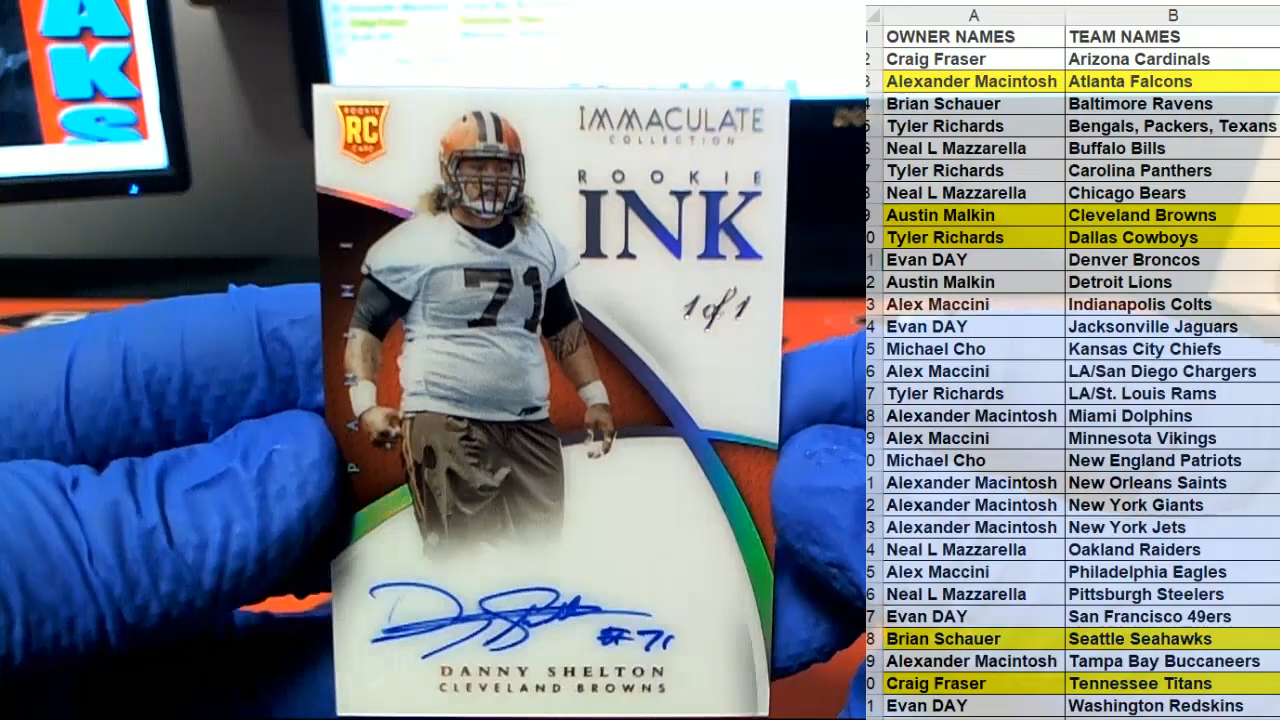 AKS
ROOKIE
RC
CARD
IMMACULATE
COLLECTION
ROOKIE
INK
1 of 1
71
PANINI
#71
DANNY SHELTON
CLEVELAND BROWNS
A B
OWNER NAMES TEAM NAMES
Craig Fraser Arizona Cardinals
Alexander Macintosh Atlanta Falcons
Brian Schauer Baltimore Ravens
Tyler Richards Bengals, Packers, Texans
Neal L Mazzarella Buffalo Bills
Tyler Richards Carolina Panthers
Neal L Mazzarella Chicago Bears
Austin Malkin Cleveland Browns
Tyler Richards Dallas Cowboys
Evan DAY Denver Broncos
Austin Malkin Detroit Lions
Alex Maccini Indianapolis Colts
Evan DAY Jacksonville Jaguars
Michael Cho Kansas City Chiefs
Alex Maccini LA/San Diego Chargers
Tyler Richards LA/St. Louis Rams
Alexander Macintosh Miami Dolphins
Alex Maccini Minnesota Vikings
Michael Cho New England Patriots
Alexander Macintosh New Orleans Saints
Alexander Macintosh New York Giants
Alexander Macintosh New York Jets
Neal L Mazzarella Oakland Raiders
Alex Maccini Philadelphia Eagles
Neal L Mazzarella Pittsburgh Steelers
Evan DAY San Francisco 49ers
Brian Schauer Seattle Seahawks
Alexander Macintosh Tampa Bay Buccaneers
Craig Fraser Tennessee Titans
Evan DAY Washington Redskins